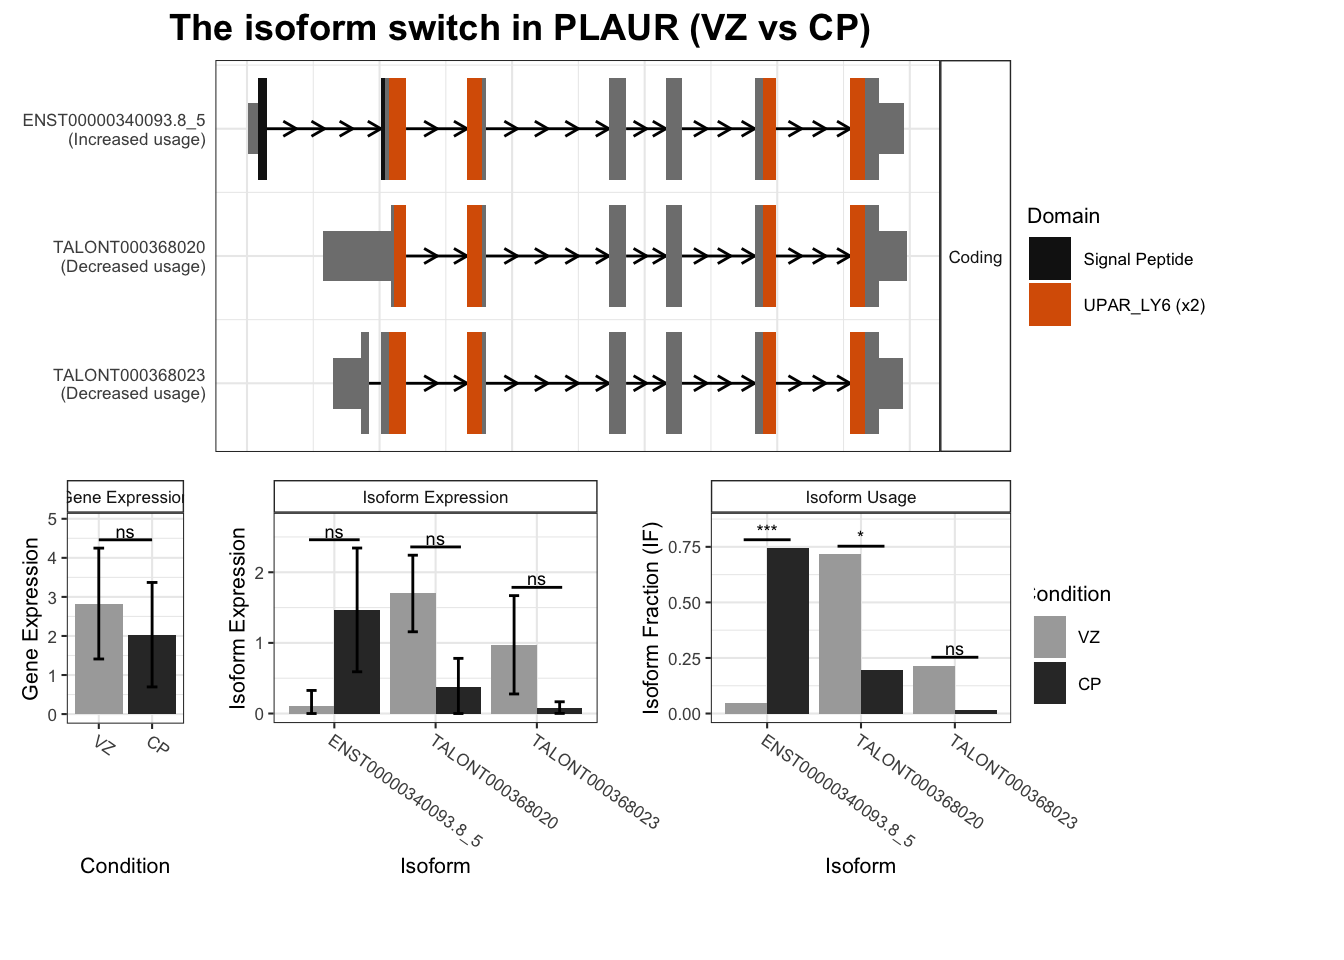 The isoform switch in PLAUR (VZ vs CP)
ENST00000340093.8_5
(Increased usage)
TALONT000368020
(Decreased usage)
TALONT000368023
(Decreased usage)
Coding
Domain
Signal Peptide
UPAR_LY6 (x2)
Gene Expression
Gene Expression
5
4
3
2
1
0
ns
VZ
CP
Condition
Isoform Expression
Isoform Expression
2
1
0
ns
ns
ns
ENST00000340093.8_5
TALONT000368020
TALONT000368023
Isoform
Isoform Usage
Isoform Fraction (IF)
0.75
0.50
0.25
0.00
***
*
ns
ENST00000340093.8_5
TALONT000368020
TALONT000368023
Isoform
Condition
VZ
CP